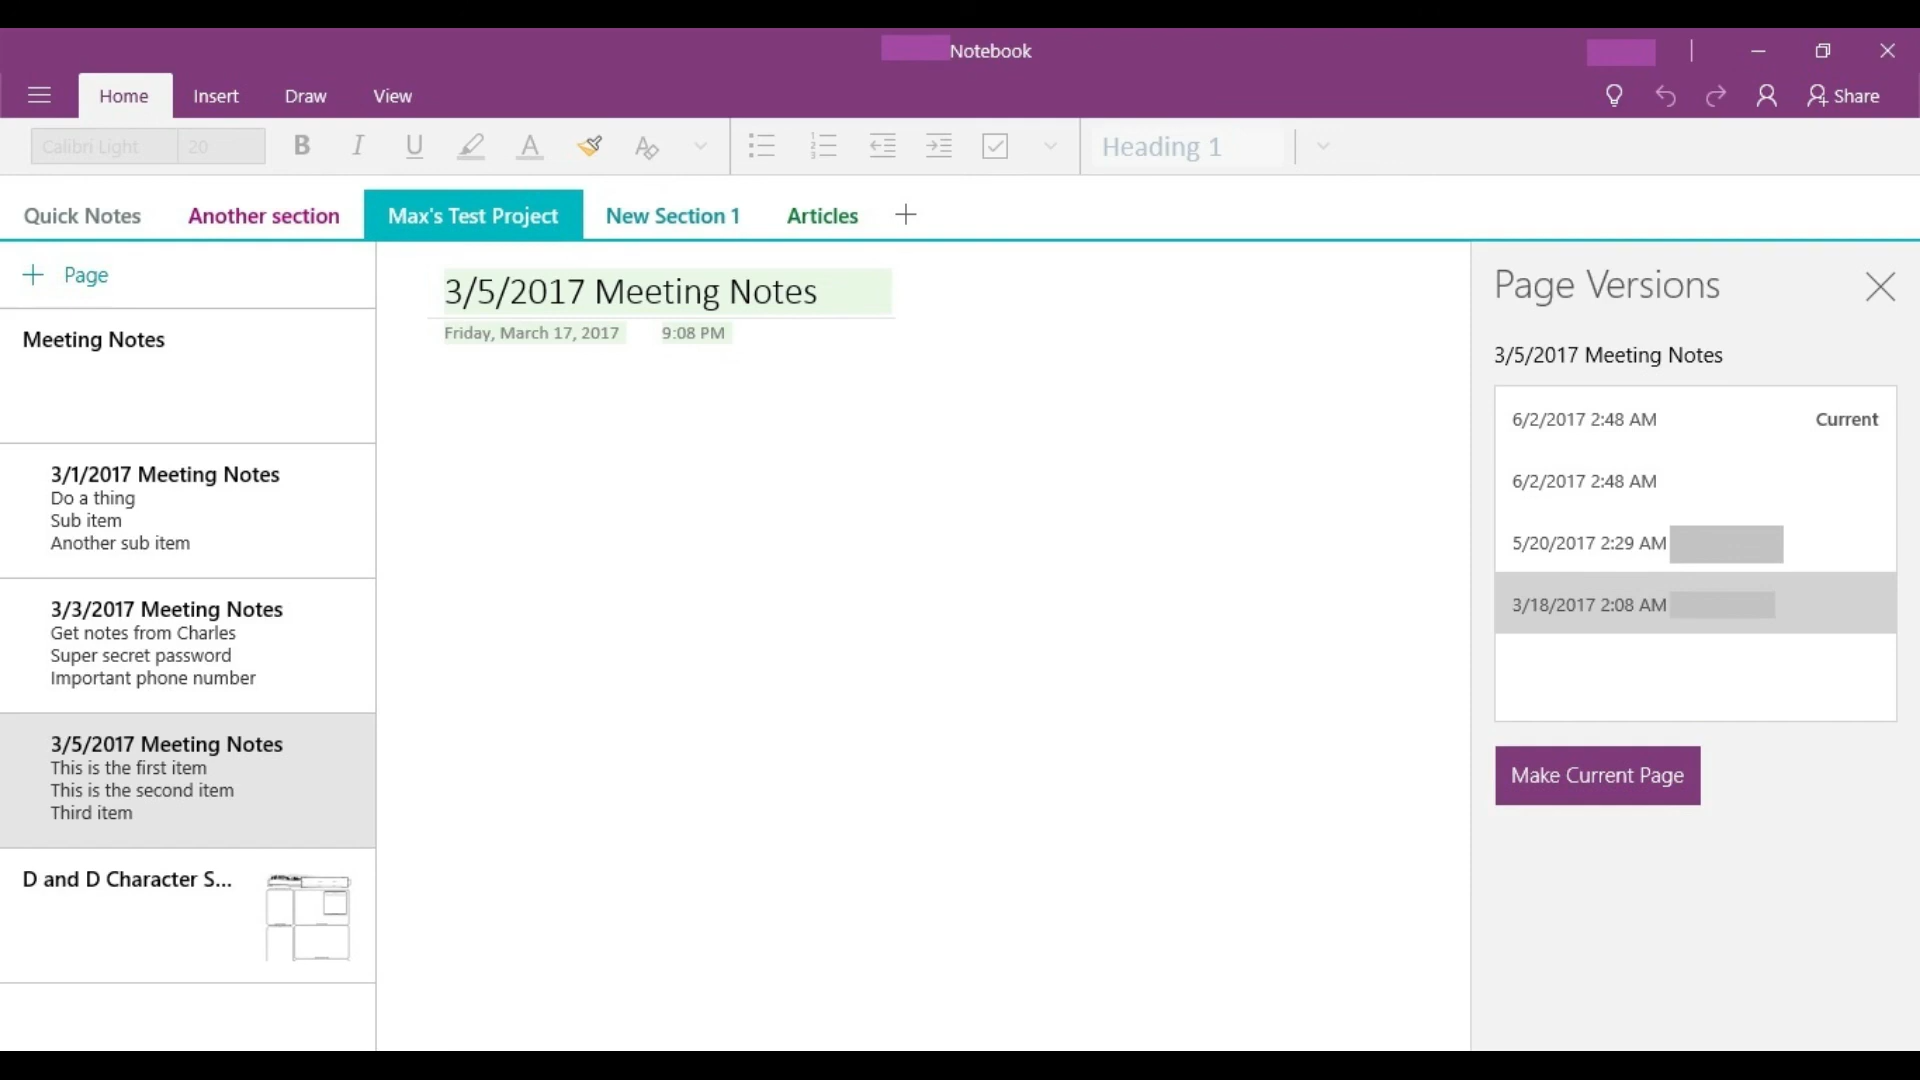 Notebook
Home Insert Draw View Share
Calibri Light 20 B I U A Heading 1
Quick Notes Another section Max's Test Project New Section 1 Articles
Page
Meeting Notes
3/1/2017 Meeting Notes
Do a thing
Sub item
Another sub item
3/3/2017 Meeting Notes
Get notes from Charles
Super secret password
Important phone number
3/5/2017 Meeting Notes
This is the first item
This is the second item
Third item
D and D Character S...
3/5/2017 Meeting Notes
Friday, March 17, 2017 9:08 PM
Page Versions
3/5/2017 Meeting Notes
6/2/2017 2:48 AM Current
6/2/2017 2:48 AM
5/20/2017 2:29 AM
3/18/2017 2:08 AM
Make Current Page